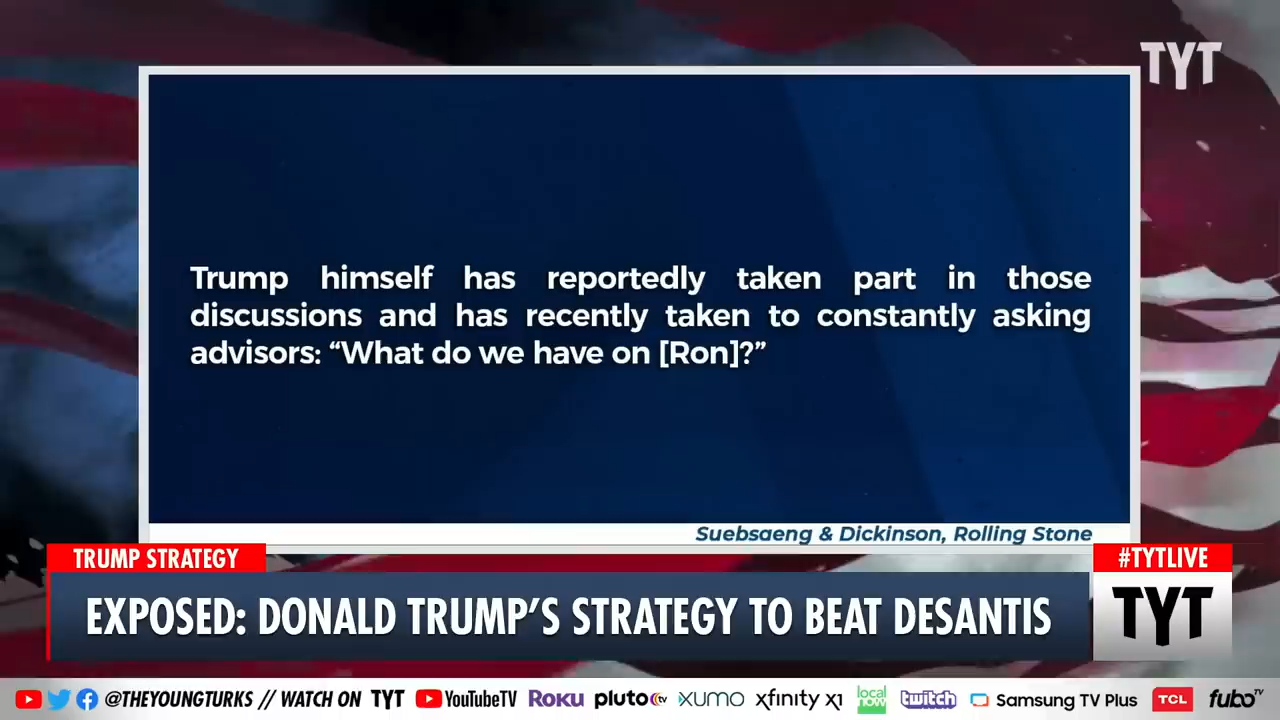 TYT
Trump himself has reportedly taken part in those
discussions and has recently taken to constantly asking
advisors: “What do we have on [Ron]?”
Suebsaeng & Dickinson, Rolling Stone
TRUMP STRATEGY
#TYTLIVE
EXPOSED: DONALD TRUMP’S STRATEGY TO BEAT DESANTIS
TYT
@THEYOUNGTURKS // WATCH ON TYT YouTubeTV ROKU pluto tv XUMO xfinity X1 local now twitch Samsung TV Plus TCL fubo TV